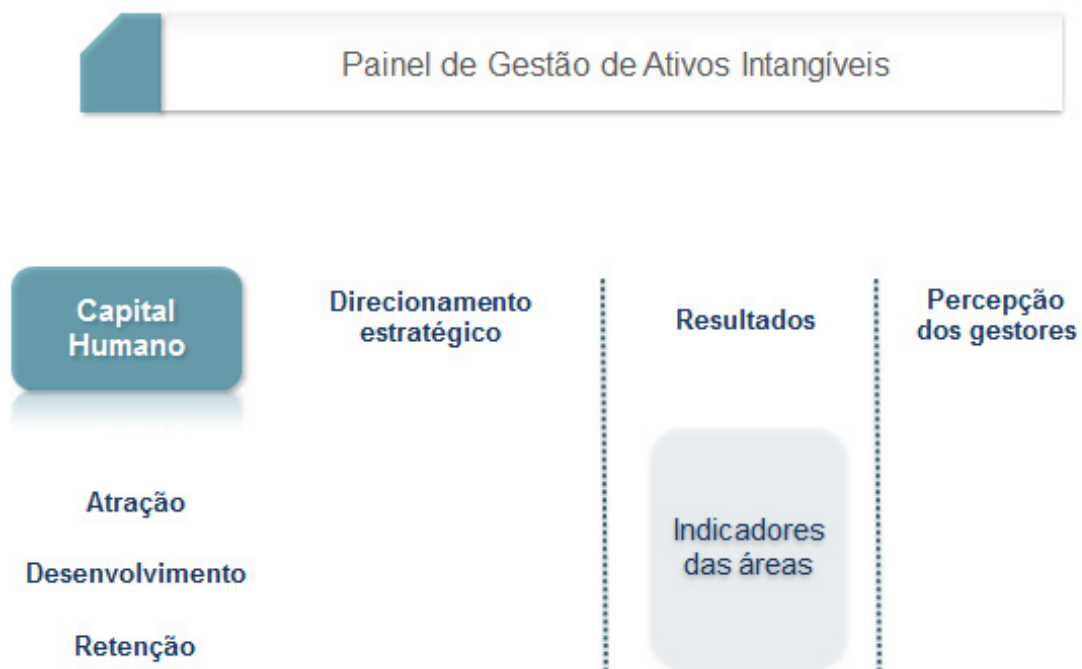 Painel de Gestão de Ativos Intangíveis
Capital
Humano
Direcionamento
estratégico
Resultados
Percepção
dos gestores
Atração
Desenvolvimento
Retenção
Indicadores
das áreas